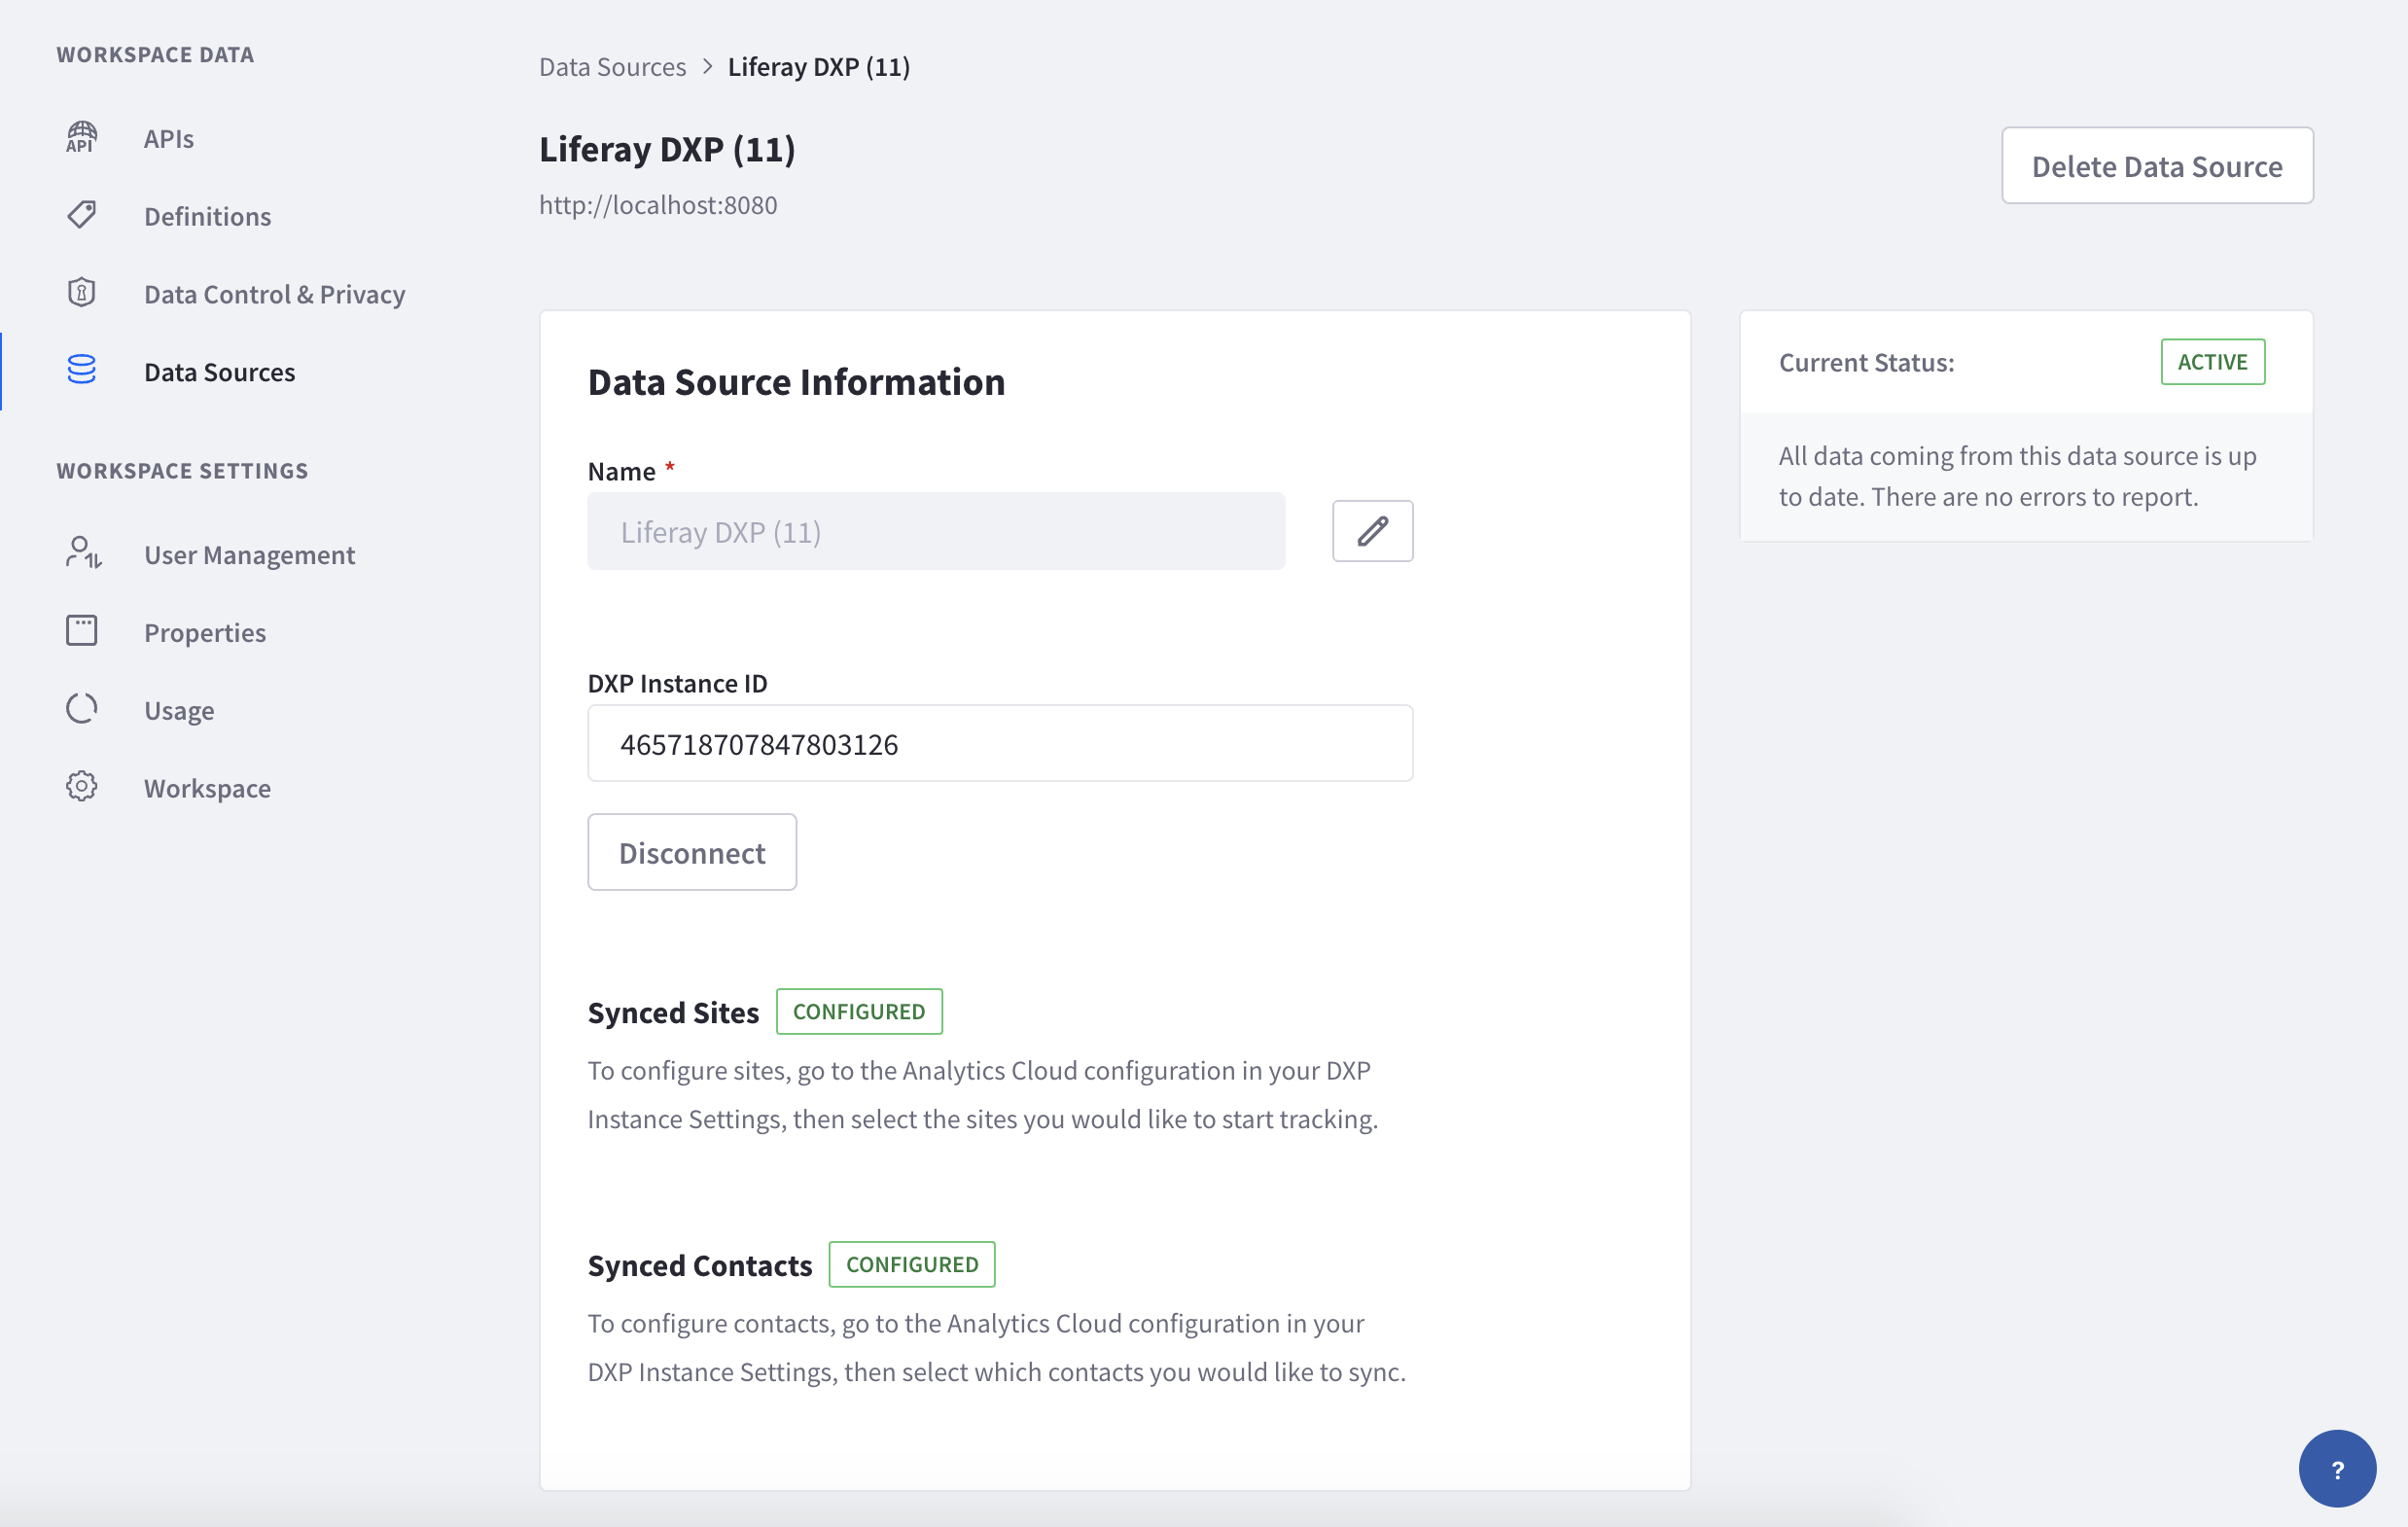 WORKSPACE DATA
API
APIs
Definitions
Data Control & Privacy
Data Sources
WORKSPACE SETTINGS
User Management
Properties
Usage
Workspace
Data Sources > Liferay DXP (11)
Liferay DXP (11)
http://localhost:8080
Delete Data Source
Data Source Information
Name *
Liferay DXP (11)
DXP Instance ID
465718707847803126
Disconnect
Synced Sites CONFIGURED
To configure sites, go to the Analytics Cloud configuration in your DXP
Instance Settings, then select the sites you would like to start tracking.
Synced Contacts CONFIGURED
To configure contacts, go to the Analytics Cloud configuration in your
DXP Instance Settings, then select which contacts you would like to sync.
Current Status: ACTIVE
All data coming from this data source is up
to date. There are no errors to report.
?